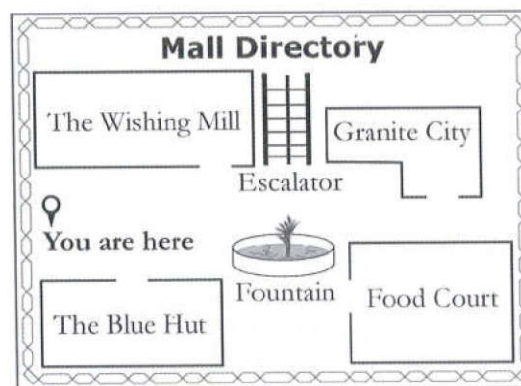 Mall Directory
The Wishing Mill
Granite City
Escalator
You are here
Fountain
Food Court
The Blue Hut